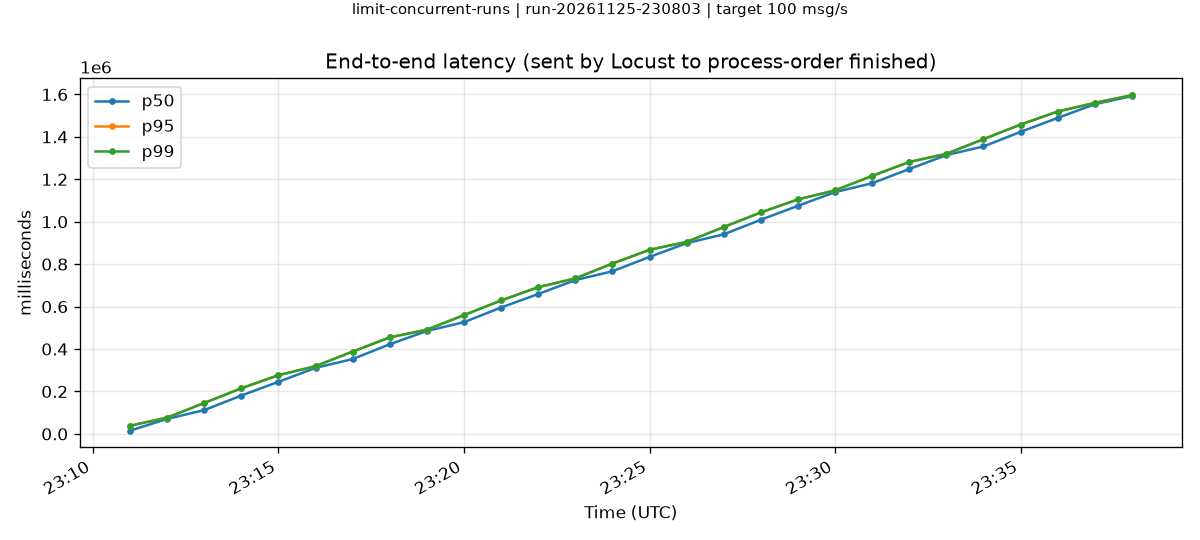 limit-concurrent-runs | run-20261125-230803 | target 100 msg/s
End-to-end latency (sent by Locust to process-order finished)
1e6
p50
p95
p99
1.6
1.4
1.2
1.0
0.8
0.6
0.4
0.2
0.0
milliseconds
23:10
23:15
23:20
23:25
23:30
23:35
Time (UTC)